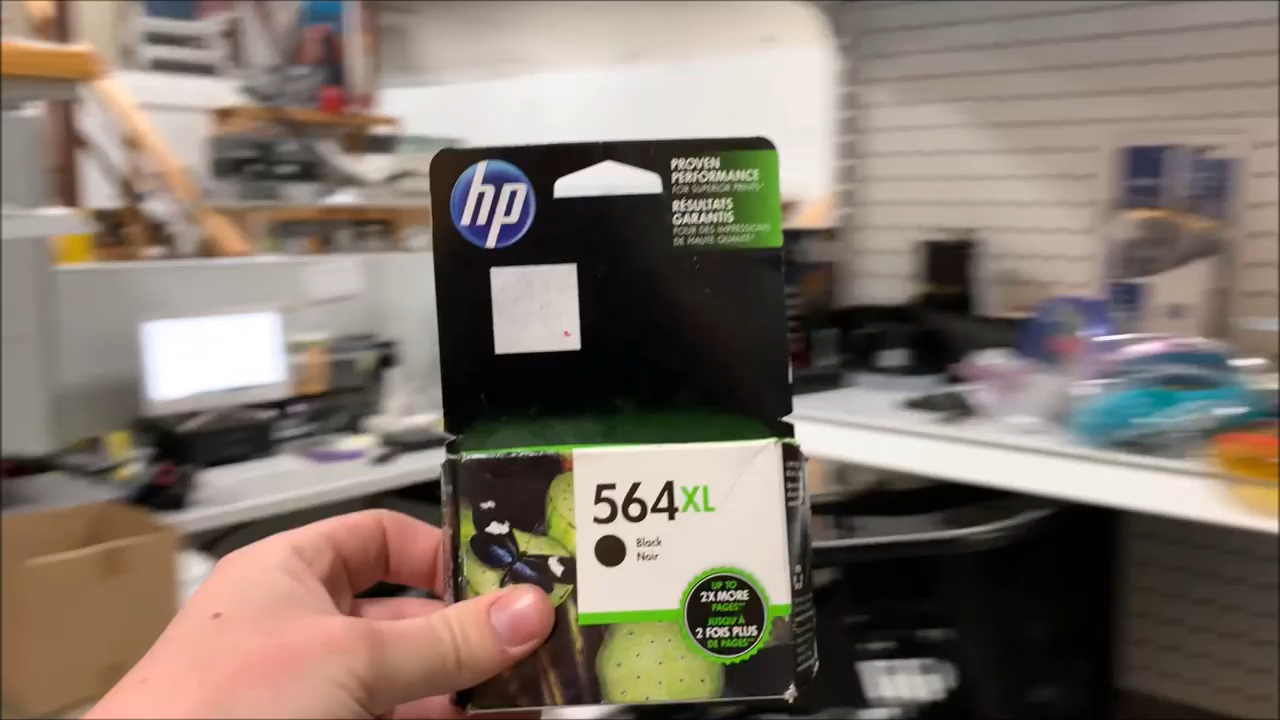 hp
PROVEN
PERFORMANCE
FOR SUPERIOR PRINTS*
RÉSULTATS
GARANTIS
POUR DES IMPRESSIONS
DE HAUTE QUALITÉ*
564XL
Black
Noir
UP TO
2X MORE
PAGES**
JUSQU'À
2 FOIS PLUS
DE PAGES**